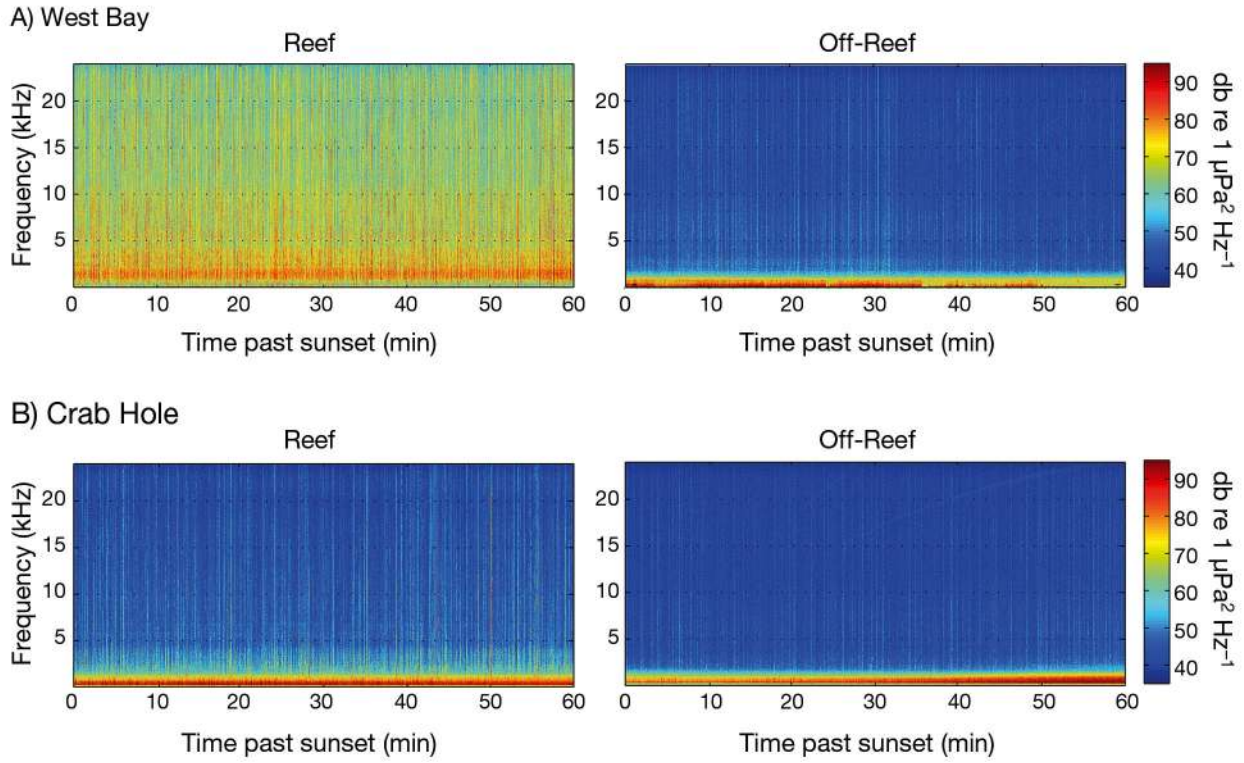 A) West Bay
Reef
Off-Reef
Frequency (kHz)
20
15
10
5
0 10 20 30 40 50 60
Time past sunset (min)
20
15
10
5
0 10 20 30 40 50 60
Time past sunset (min)
90
80
70
60
50
40
db re 1 µPa² Hz⁻¹
B) Crab Hole
Reef
Off-Reef
Frequency (kHz)
20
15
10
5
0 10 20 30 40 50 60
Time past sunset (min)
20
15
10
5
0 10 20 30 40 50 60
Time past sunset (min)
90
80
70
60
50
40
db re 1 µPa² Hz⁻¹